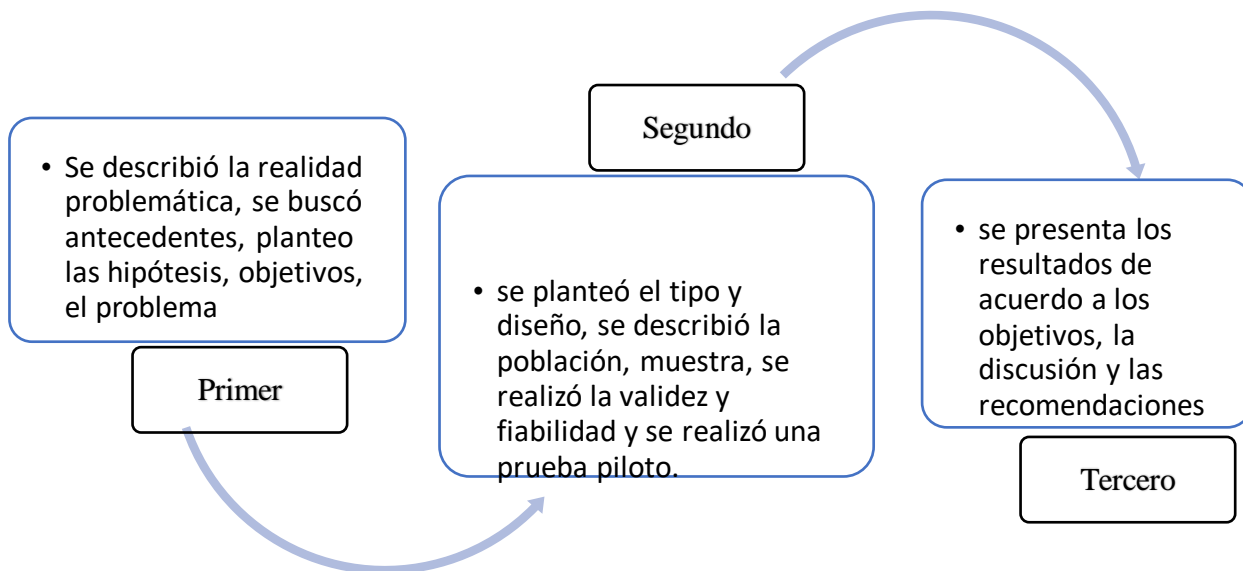 • Se describió la realidad
problemática, se buscó
antecedentes, planteo
las hipótesis, objetivos,
el problema
Primer
Segundo
• se planteó el tipo y
diseño, se describió la
población, muestra, se
realizó la validez y
fiabilidad y se realizó una
prueba piloto.
• se presenta los
resultados de
acuerdo a los
objetivos, la
discusión y las
recomendaciones
Tercero